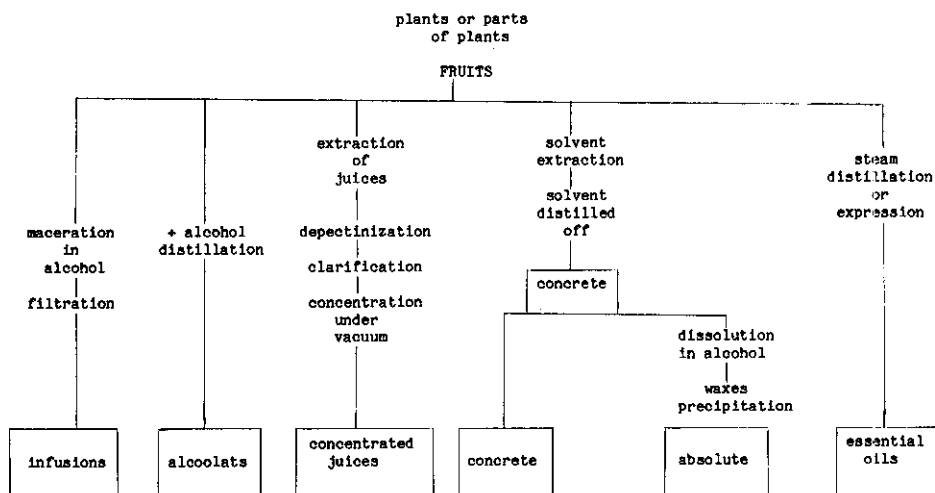 plants or parts
of plants
FRUITS
extraction
of
juices
solvent
extraction
steam
distillation
or
expression
solvent
distilled
off
maceration
in
alcohol
+ alcohol
distillation
depectinization
clarification
filtration
concentration
under
vacuum
concrete
dissolution
in alcohol
waxes
precipitation
infusions
alcoolats
concentrated
juices
concrete
absolute
essential
oils